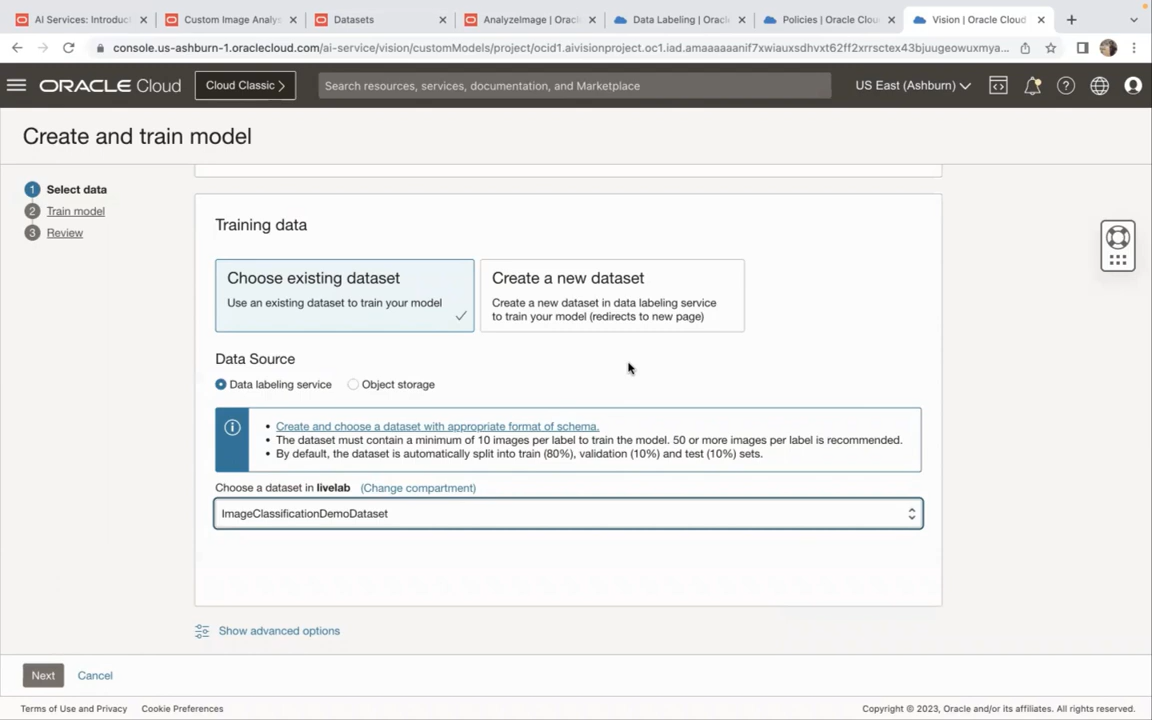 AI Services: Introduc
Custom Image Analys
Datasets
AnalyzeImage | Orac
Data Labeling | Oracl
Policies | Oracle Clou
Vision | Oracle Cloud
console.us-ashburn-1.oraclecloud.com/ai-service/vision/customModels/project/ocid1.aivisionproject.oc1.iad.amaaaaaanif7xwiauxsdhvxt62ff2xrrsctex43bjuugeowuxmya...
ORACLE Cloud
Cloud Classic
Search resources, services, documentation, and Marketplace
US East (Ashburn)
Create and train model
1 Select data
2 Train model
3 Review
Training data
Choose existing dataset
Use an existing dataset to train your model
Create a new dataset
Create a new dataset in data labeling service
to train your model (redirects to new page)
Data Source
Data labeling service
Object storage
• Create and choose a dataset with appropriate format of schema.
• The dataset must contain a minimum of 10 images per label to train the model. 50 or more images per label is recommended.
• By default, the dataset is automatically split into train (80%), validation (10%) and test (10%) sets.
Choose a dataset in livelab (Change compartment)
ImageClassificationDemoDataset
Show advanced options
Next
Cancel
Terms of Use and Privacy
Cookie Preferences
Copyright © 2023, Oracle and/or its affiliates. All rights reserved.